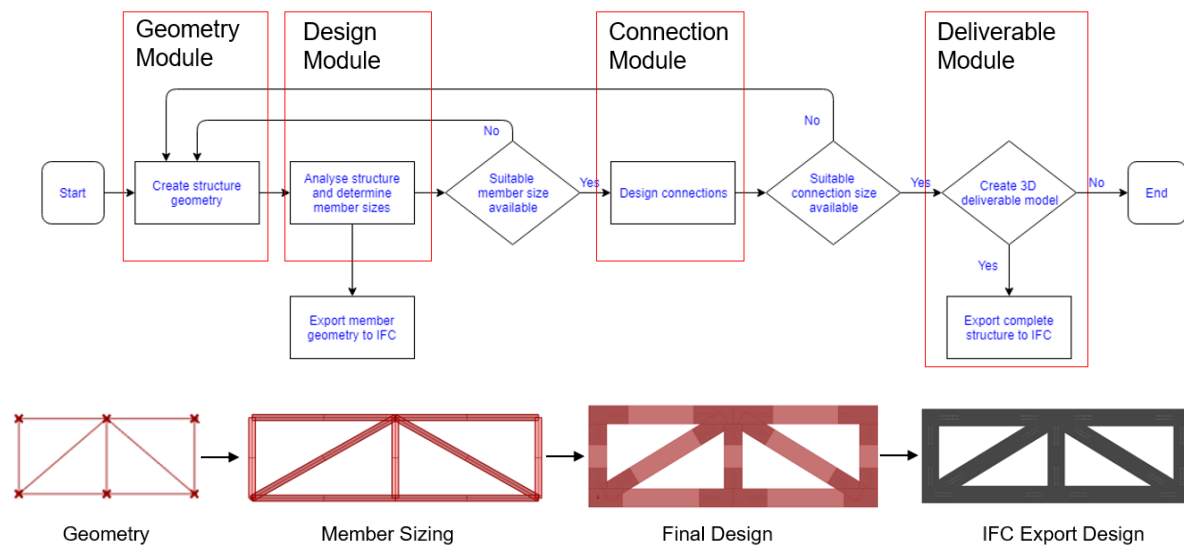 Geometry
Module
Design
Module
Connection
Module
Deliverable
Module
No
No
Start
Create structure
geometry
Analyse structure
and determine
member sizes
Suitable
member size
available
Yes
Design connections
Suitable
connection size
available
Yes
Create 3D
deliverable model
No
End
Yes
Export member
geometry to IFC
Export complete
structure to IFC
Geometry
Member Sizing
Final Design
IFC Export Design